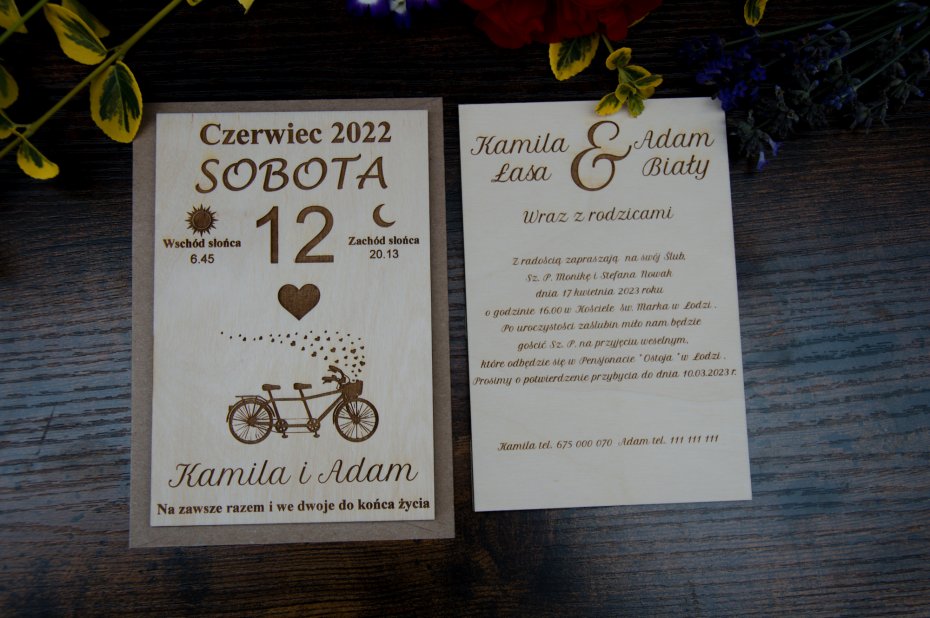 Czerwiec 2022
SOBOTA
12
Wschód słońca
6.45
Zachód słońca
20.13
Kamila i Adam
Na zawsze razem i we dwoje do końca życia
Kamila & Adam
Łasa Biały
Wraz z rodzicami
Z radością zapraszają na swój Ślub,
Sz. P. Monikę i Stefana Nowak
dnia 17 kwietnia 2023 roku
o godzinie 16.00 w Kościele św. Marka w Łodzi .
Po uroczystości zaślubin miło nam będzie
gościć Sz. P. na przyjęciu weselnym,
które odbędzie się w Pensjonacie "Ostoja "w Łodzi .
Prosimy o potwierdzenie przybycia do dnia 10.03.2023 r.
Kamila tel. 675 000 070 Adam tel. 111 111 111